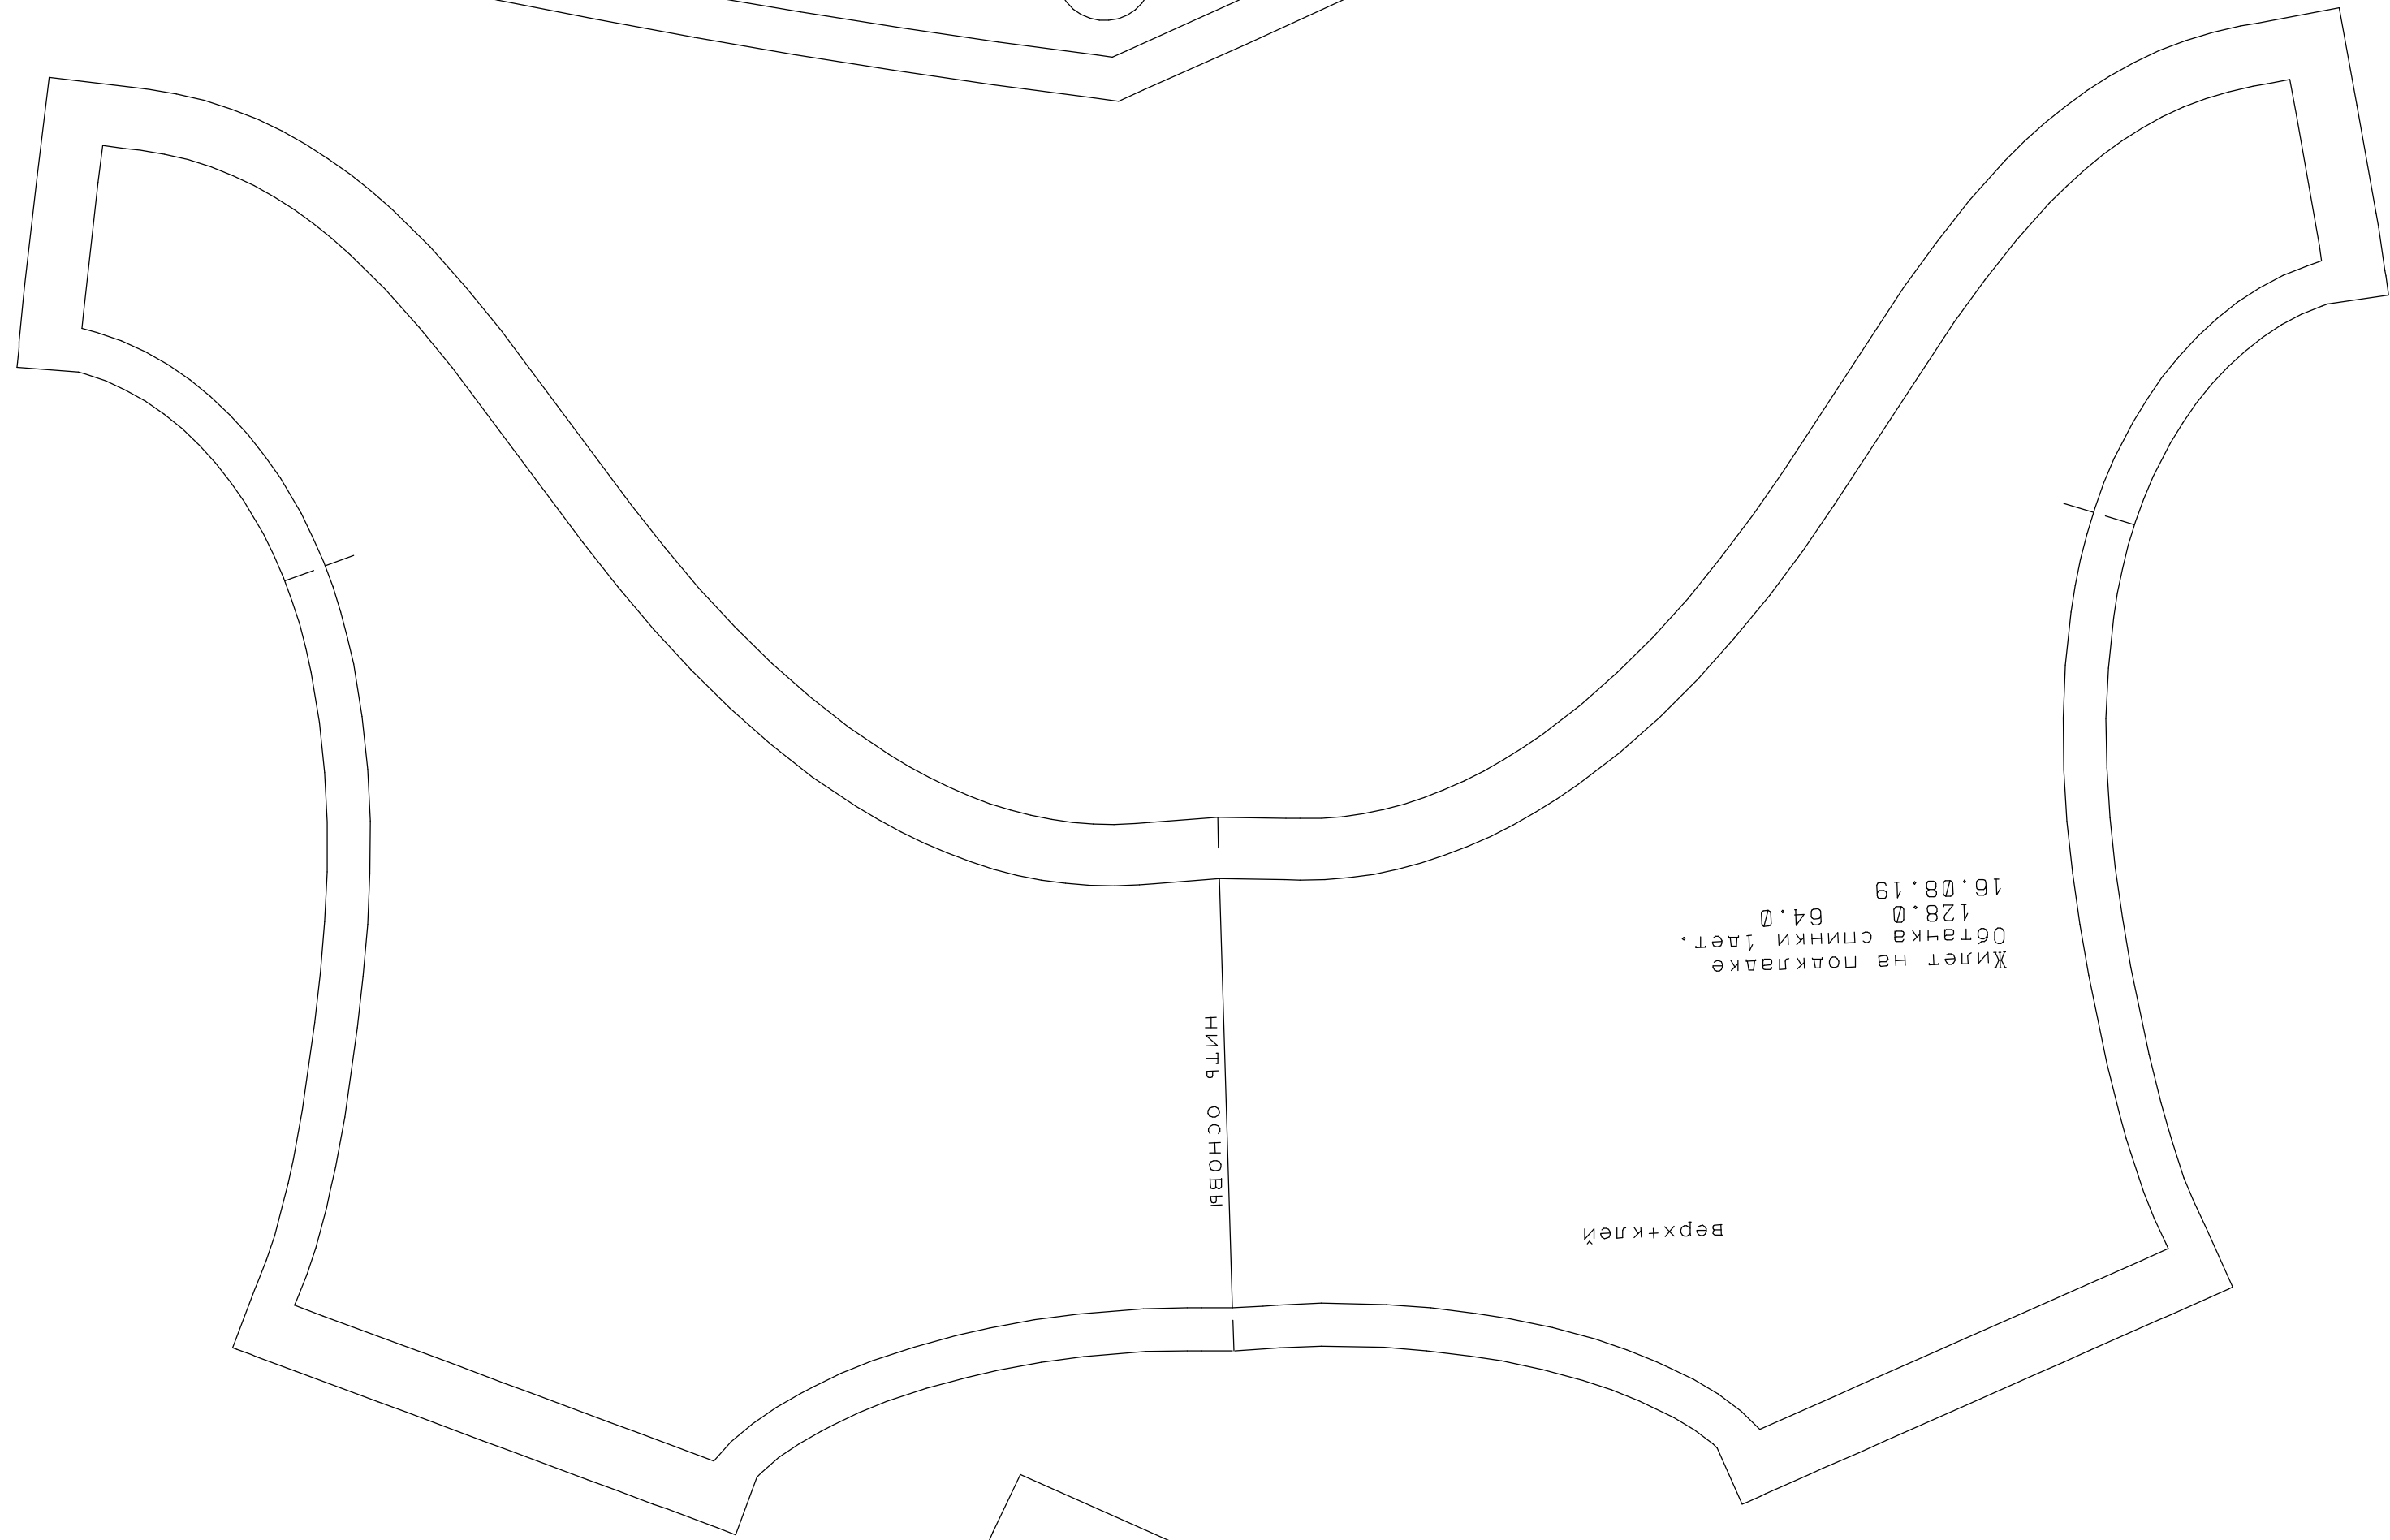 Жилет на подкладке
Обтачка спинки 1дет.
128.0 64.0
16.08.19
нить основы
верх+клей